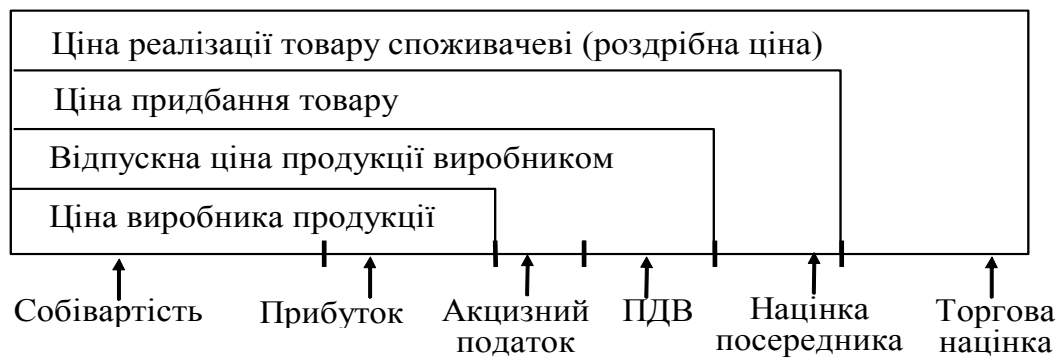 Ціна реалізації товару споживачеві (роздрібна ціна)
Ціна придбання товару
Відпускна ціна продукції виробником
Ціна виробника продукції
Собівартість
Прибуток
Акцизний
податок
ПДВ
Націнка
посередника
Торгова
націнка